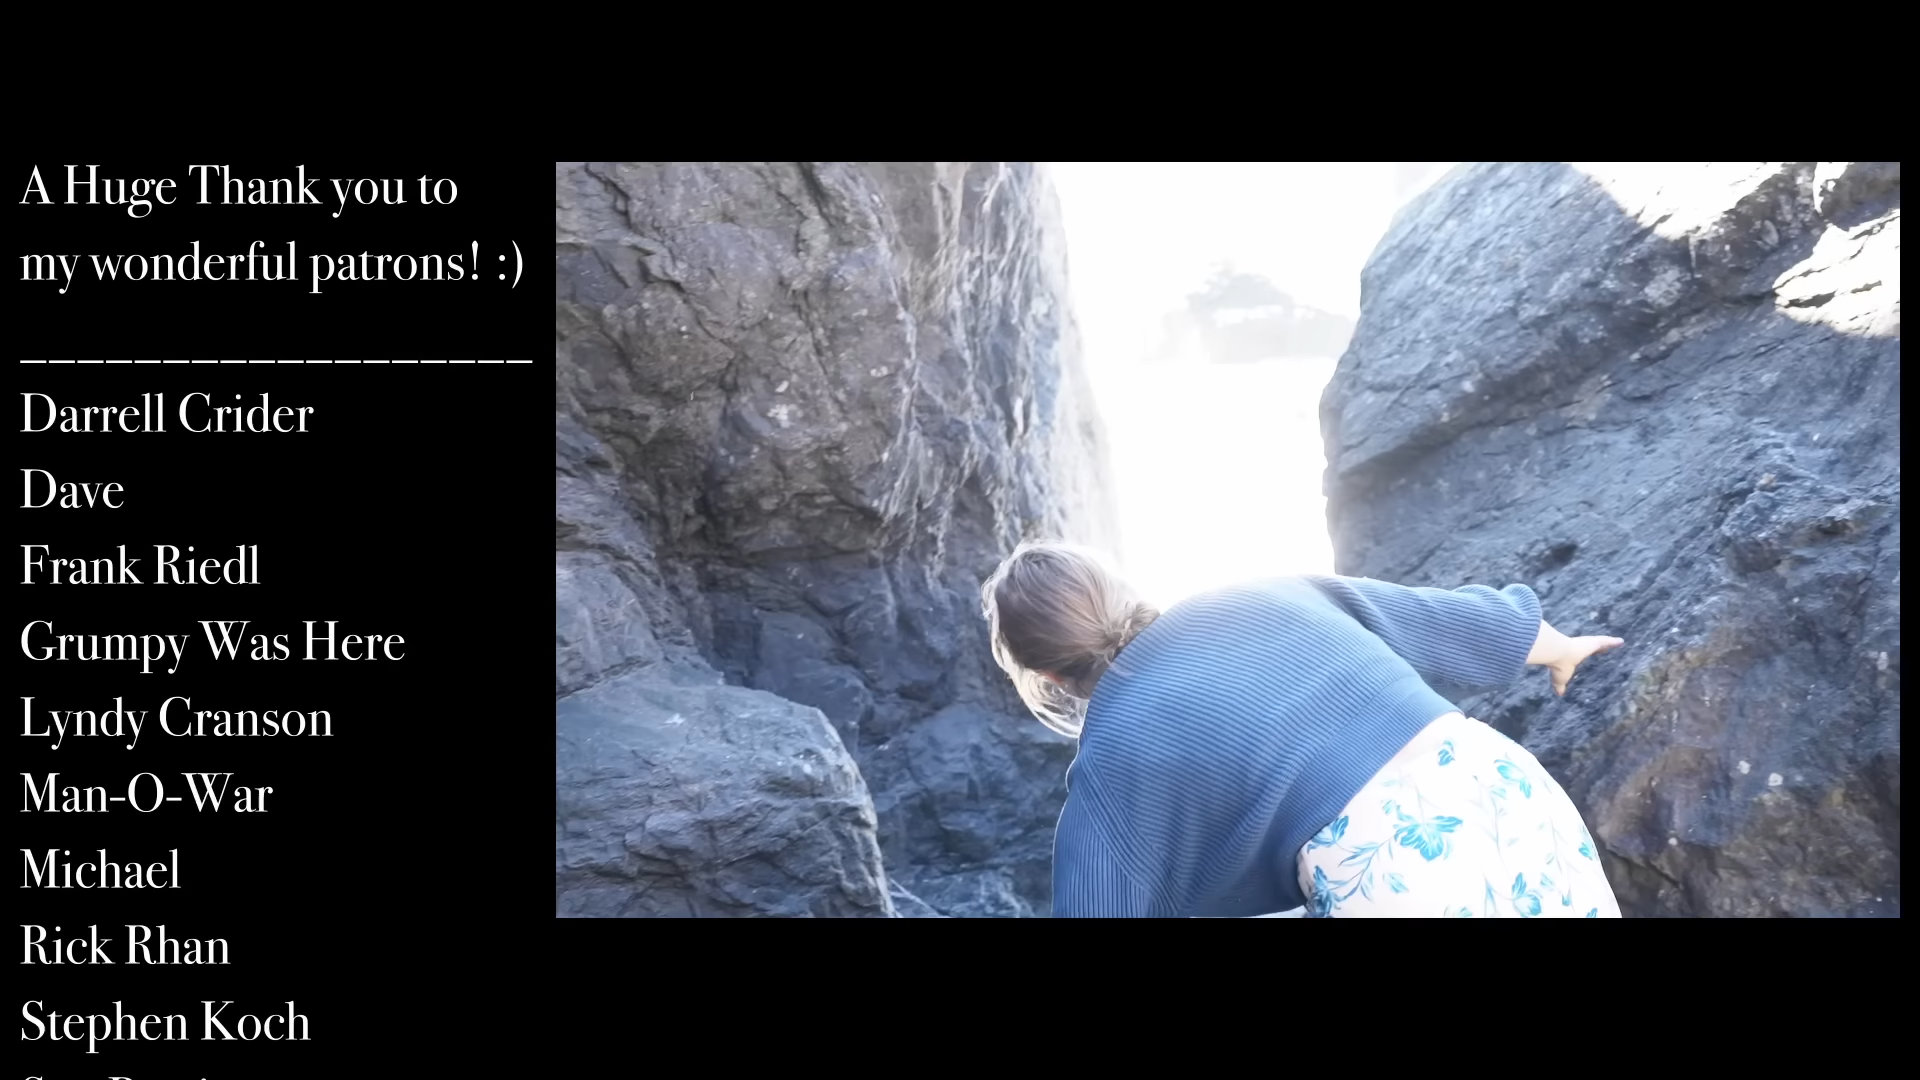 A Huge Thank you to
my wonderful patrons! :)
__________________
Darrell Crider
Dave
Frank Riedl
Grumpy Was Here
Lyndy Cranson
Man-O-War
Michael
Rick Rhan
Stephen Koch